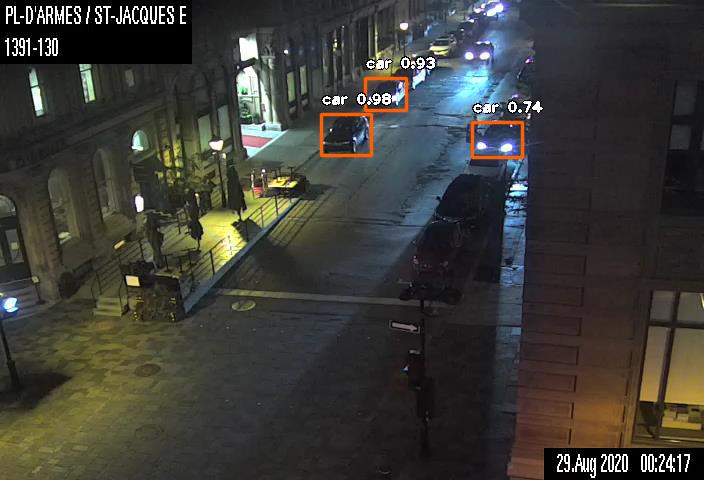 PL-D'ARMES / ST-JACQUES E
1391-130
car 0.93
car 0.98
car 0.74
29.Aug 2020 00:24:17